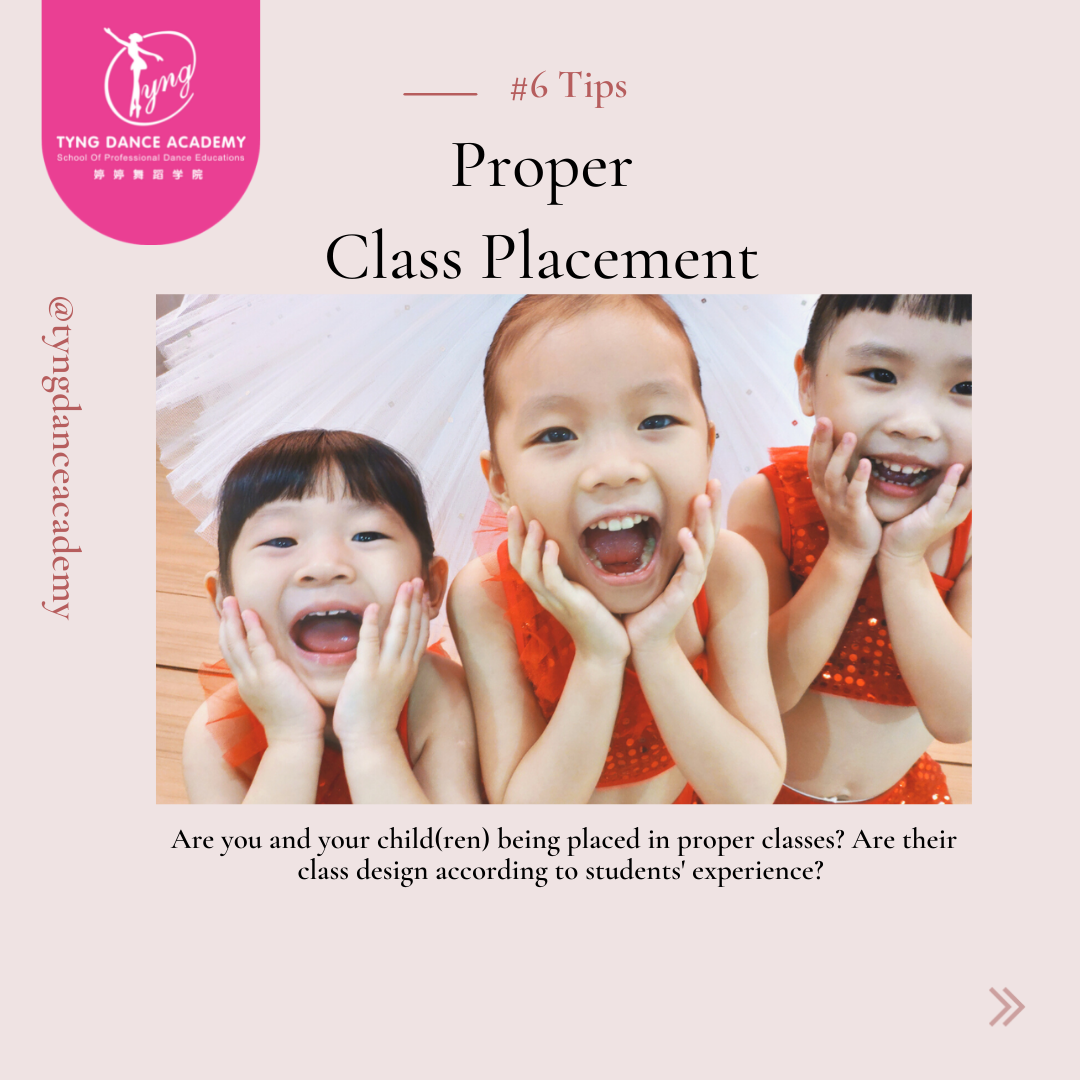 Tyng
TYNG DANCE ACADEMY
School Of Professional Dance Educations
婷婷舞蹈学院
#6 Tips
Proper
Class Placement
@tyngdanceacademy
Are you and your child(ren) being placed in proper classes? Are their
class design according to students' experience?